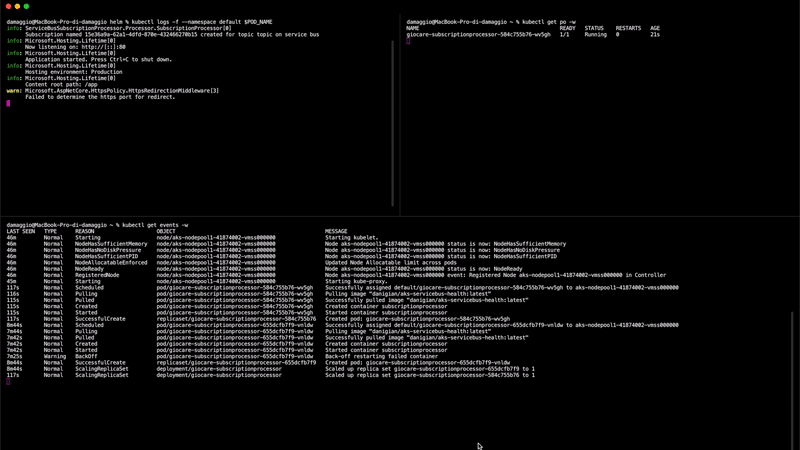 damaggio@MacBook-Pro-di-damaggio helm % kubectl logs -f --namespace default $POD_NAME
info: ServiceBusSubscriptionProcessor.Processor.SubscriptionProcessor[0]
Subscription named 15e36a9a-62a1-4dfd-870e-432466270b15 created for topic topic on service bus
info: Microsoft.Hosting.Lifetime[0]
Now listening on: http://[::]:80
info: Microsoft.Hosting.Lifetime[0]
Application started. Press Ctrl+C to shut down.
info: Microsoft.Hosting.Lifetime[0]
Hosting environment: Production
info: Microsoft.Hosting.Lifetime[0]
Content root path: /app
warn: Microsoft.AspNetCore.HttpsPolicy.HttpsRedirectionMiddleware[3]
Failed to determine the https port for redirect.
damaggio@MacBook-Pro-di-damaggio ~ % kubectl get po -w
NAME READY STATUS RESTARTS AGE
giocare-subscriptionprocessor-584c755b76-wv5gh 1/1 Running 0 21s
damaggio@MacBook-Pro-di-damaggio ~ % kubectl get events -w
LAST SEEN TYPE REASON OBJECT MESSAGE
46m Normal Starting node/aks-nodepool1-41874002-vmss000000 Starting kubelet.
46m Normal NodeHasSufficientMemory node/aks-nodepool1-41874002-vmss000000 Node aks-nodepool1-41874002-vmss000000 status is now: NodeHasSufficientMemory
46m Normal NodeHasNoDiskPressure node/aks-nodepool1-41874002-vmss000000 Node aks-nodepool1-41874002-vmss000000 status is now: NodeHasNoDiskPressure
46m Normal NodeHasSufficientPID node/aks-nodepool1-41874002-vmss000000 Node aks-nodepool1-41874002-vmss000000 status is now: NodeHasSufficientPID
46m Normal NodeAllocatableEnforced node/aks-nodepool1-41874002-vmss000000 Updated Node Allocatable limit across pods
46m Normal NodeReady node/aks-nodepool1-41874002-vmss000000 Node aks-nodepool1-41874002-vmss000000 status is now: NodeReady
46m Normal RegisteredNode node/aks-nodepool1-41874002-vmss000000 Node aks-nodepool1-41874002-vmss000000 event: Registered Node aks-nodepool1-41874002-vmss000000 in Controller
45m Normal Starting node/aks-nodepool1-41874002-vmss000000 Starting kube-proxy.
117s Normal Scheduled pod/giocare-subscriptionprocessor-584c755b76-wv5gh Successfully assigned default/giocare-subscriptionprocessor-584c755b76-wv5gh to aks-nodepool1-41874002-vmss000000
116s Normal Pulling pod/giocare-subscriptionprocessor-584c755b76-wv5gh Pulling image "danigian/aks-servicebus-health:latest"
115s Normal Pulled pod/giocare-subscriptionprocessor-584c755b76-wv5gh Successfully pulled image "danigian/aks-servicebus-health:latest"
115s Normal Created pod/giocare-subscriptionprocessor-584c755b76-wv5gh Created container subscriptionprocessor
115s Normal Started pod/giocare-subscriptionprocessor-584c755b76-wv5gh Started container subscriptionprocessor
117s Normal SuccessfulCreate replicaset/giocare-subscriptionprocessor-584c755b76 Created pod: giocare-subscriptionprocessor-584c755b76-wv5gh
8m44s Normal Scheduled pod/giocare-subscriptionprocessor-655dcfb7f9-vnldw Successfully assigned default/giocare-subscriptionprocessor-655dcfb7f9-vnldw to aks-nodepool1-41874002-vmss000000
7m44s Normal Pulling pod/giocare-subscriptionprocessor-655dcfb7f9-vnldw Pulling image "danigian/aks-servicebus-health:latest"
7m42s Normal Pulled pod/giocare-subscriptionprocessor-655dcfb7f9-vnldw Successfully pulled image "danigian/aks-servicebus-health:latest"
7m42s Normal Created pod/giocare-subscriptionprocessor-655dcfb7f9-vnldw Created container subscriptionprocessor
7m42s Normal Started pod/giocare-subscriptionprocessor-655dcfb7f9-vnldw Started container subscriptionprocessor
7m25s Warning BackOff pod/giocare-subscriptionprocessor-655dcfb7f9-vnldw Back-off restarting failed container
8m44s Normal SuccessfulCreate replicaset/giocare-subscriptionprocessor-655dcfb7f9 Created pod: giocare-subscriptionprocessor-655dcfb7f9-vnldw
8m44s Normal ScalingReplicaSet deployment/giocare-subscriptionprocessor Scaled up replica set giocare-subscriptionprocessor-655dcfb7f9 to 1
117s Normal ScalingReplicaSet deployment/giocare-subscriptionprocessor Scaled up replica set giocare-subscriptionprocessor-584c755b76 to 1